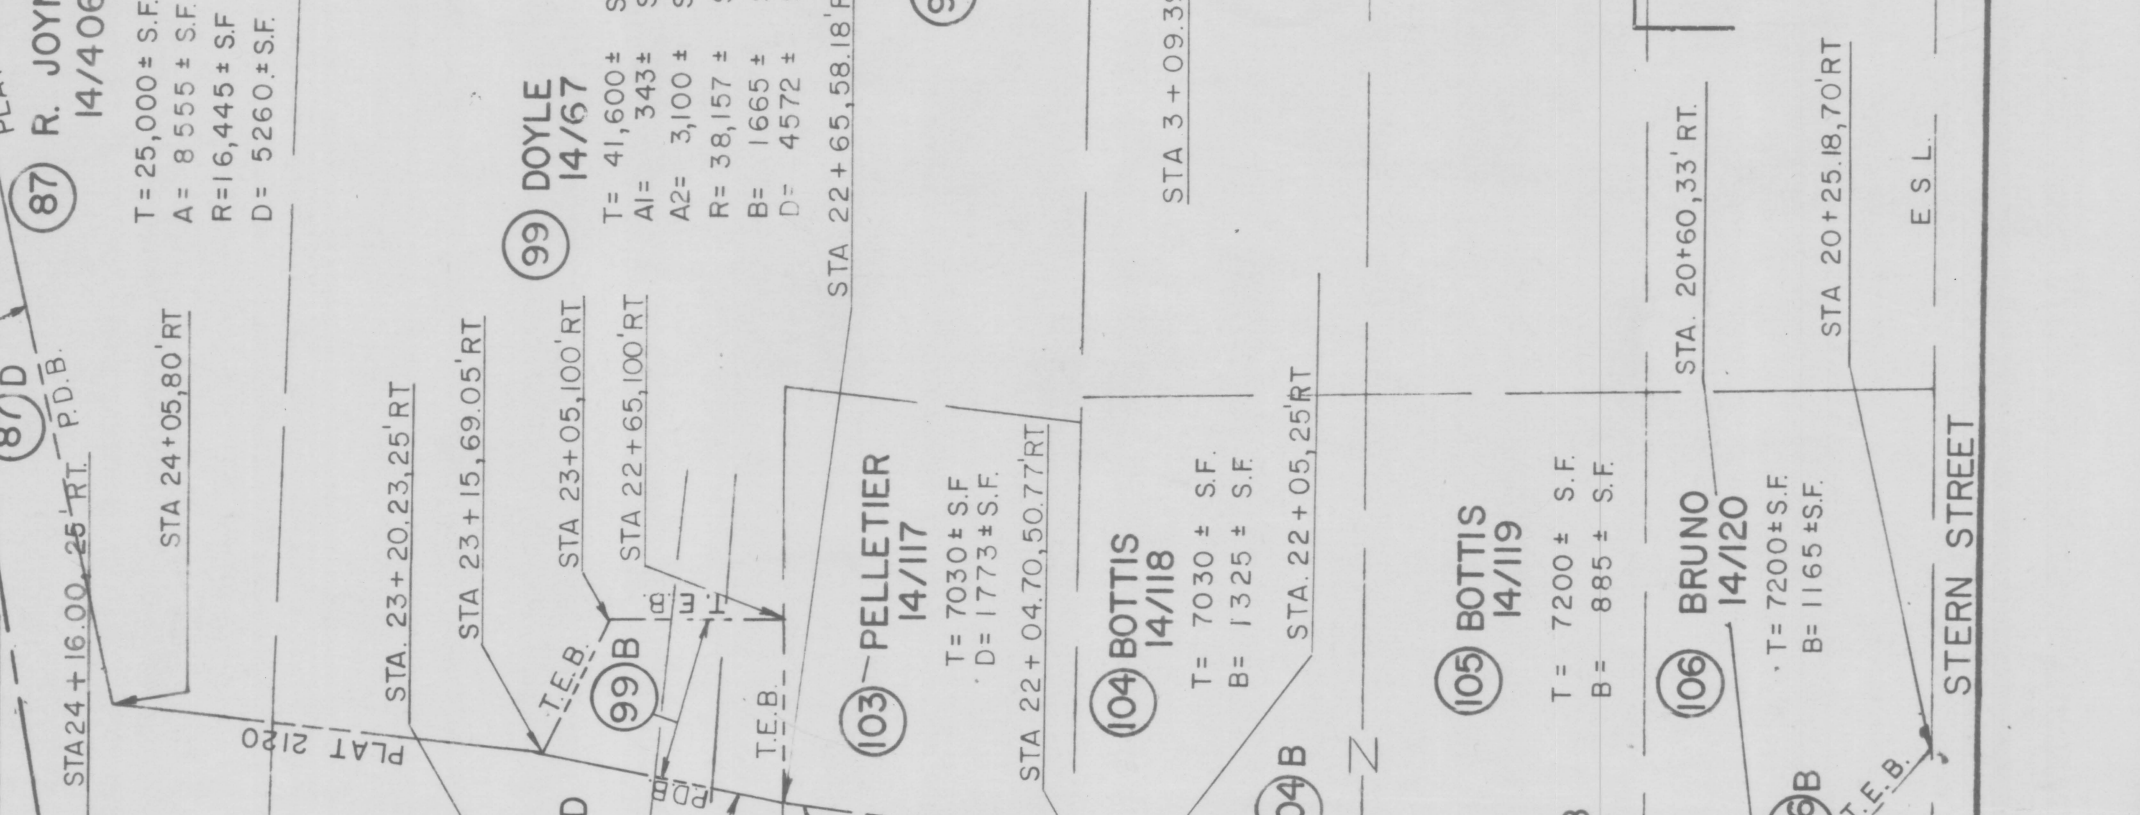 87 R. JOYN
14/406
T= 25,000± S.F.
A= 8555 ± S.F.
R=16,445± S.F
D= 5260.± S.F.
87 D
P.D.B.
STA 24 + 16.00, 25' RT.
STA 24+05,80'RT
PLAT 2120
STA. 23+20.23,25'RT
STA 23+15,69.05'RT
99 DOYLE
14/67
T= 41,600± S
A1= 343± S
A2= 3,100 ± S
R= 38,157 ±
B= 1665 ±
D= 4572 ±
STA 23+05,100'RT
STA 22+65,100'RT
T.E.B.
T.E.B.
99 B
T.E.B.
P.D.B.
D
STA 22+65,58.18'R
103 PELLETIER
14/117
T= 7030± S.F
D= 1773± S.F.
STA 22+04.70,50.77'RT
104 BOTTIS
14/118
T= 7030 ± S.F.
B= 1325 ± S.F.
STA 3+09.39
STA. 22+05, 25'RT
04 B
N
105 BOTTIS
14/119
T= 7200± S.F.
B= 885 ± S.F.
106 BRUNO
14/120
T= 7200±S.F.
B= 1165±S.F.
STA. 20+60,33' RT.
STA 20+25.18,70'RT
6 B
T.E.B.
E S L.
STERN STREET